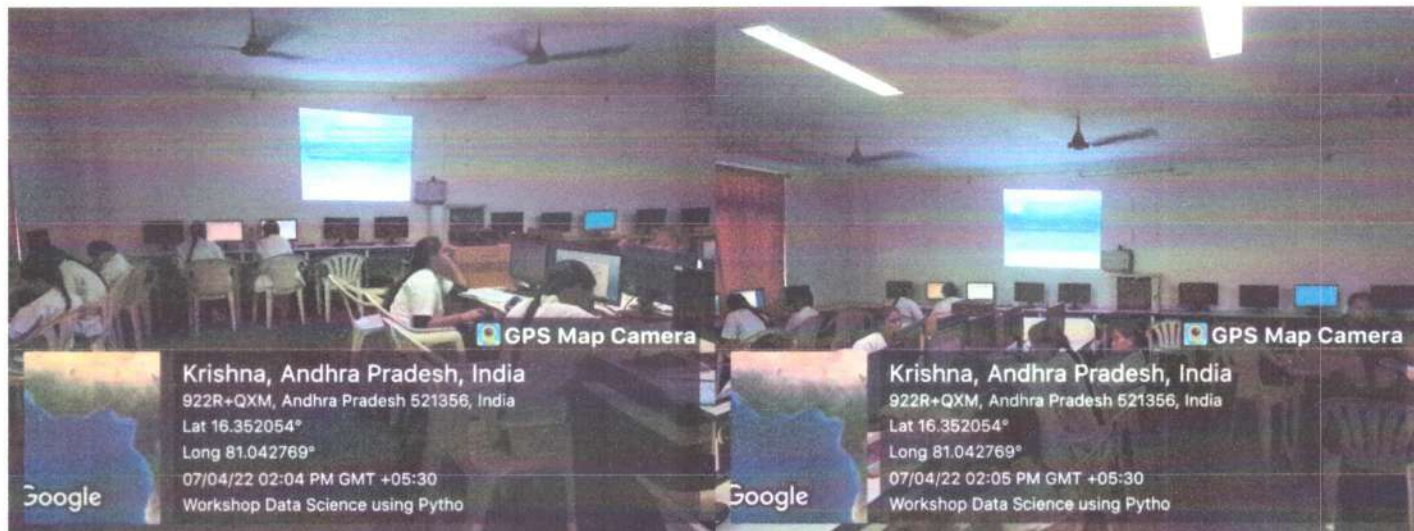 GPS Map Camera
Krishna, Andhra Pradesh, India
922R+QXM, Andhra Pradesh 521356, India
Lat 16.352054°
Long 81.042769°
07/04/22 02:04 PM GMT +05:30
Workshop Data Science using Pytho
Google
GPS Map Camera
Krishna, Andhra Pradesh, India
922R+QXM, Andhra Pradesh 521356, India
Lat 16.352054°
Long 81.042769°
07/04/22 02:05 PM GMT +05:30
Workshop Data Science using Pytho
Google